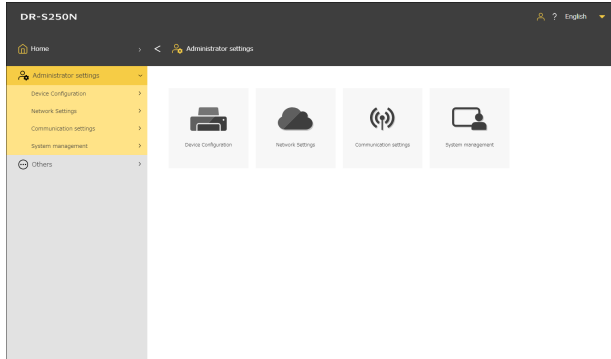 DR-S250N
? English
Home
Administrator settings
Administrator settings
Device Configuration
Network Settings
Communication settings
System management
Others
Device Configuration
Network Settings
Communication settings
System management